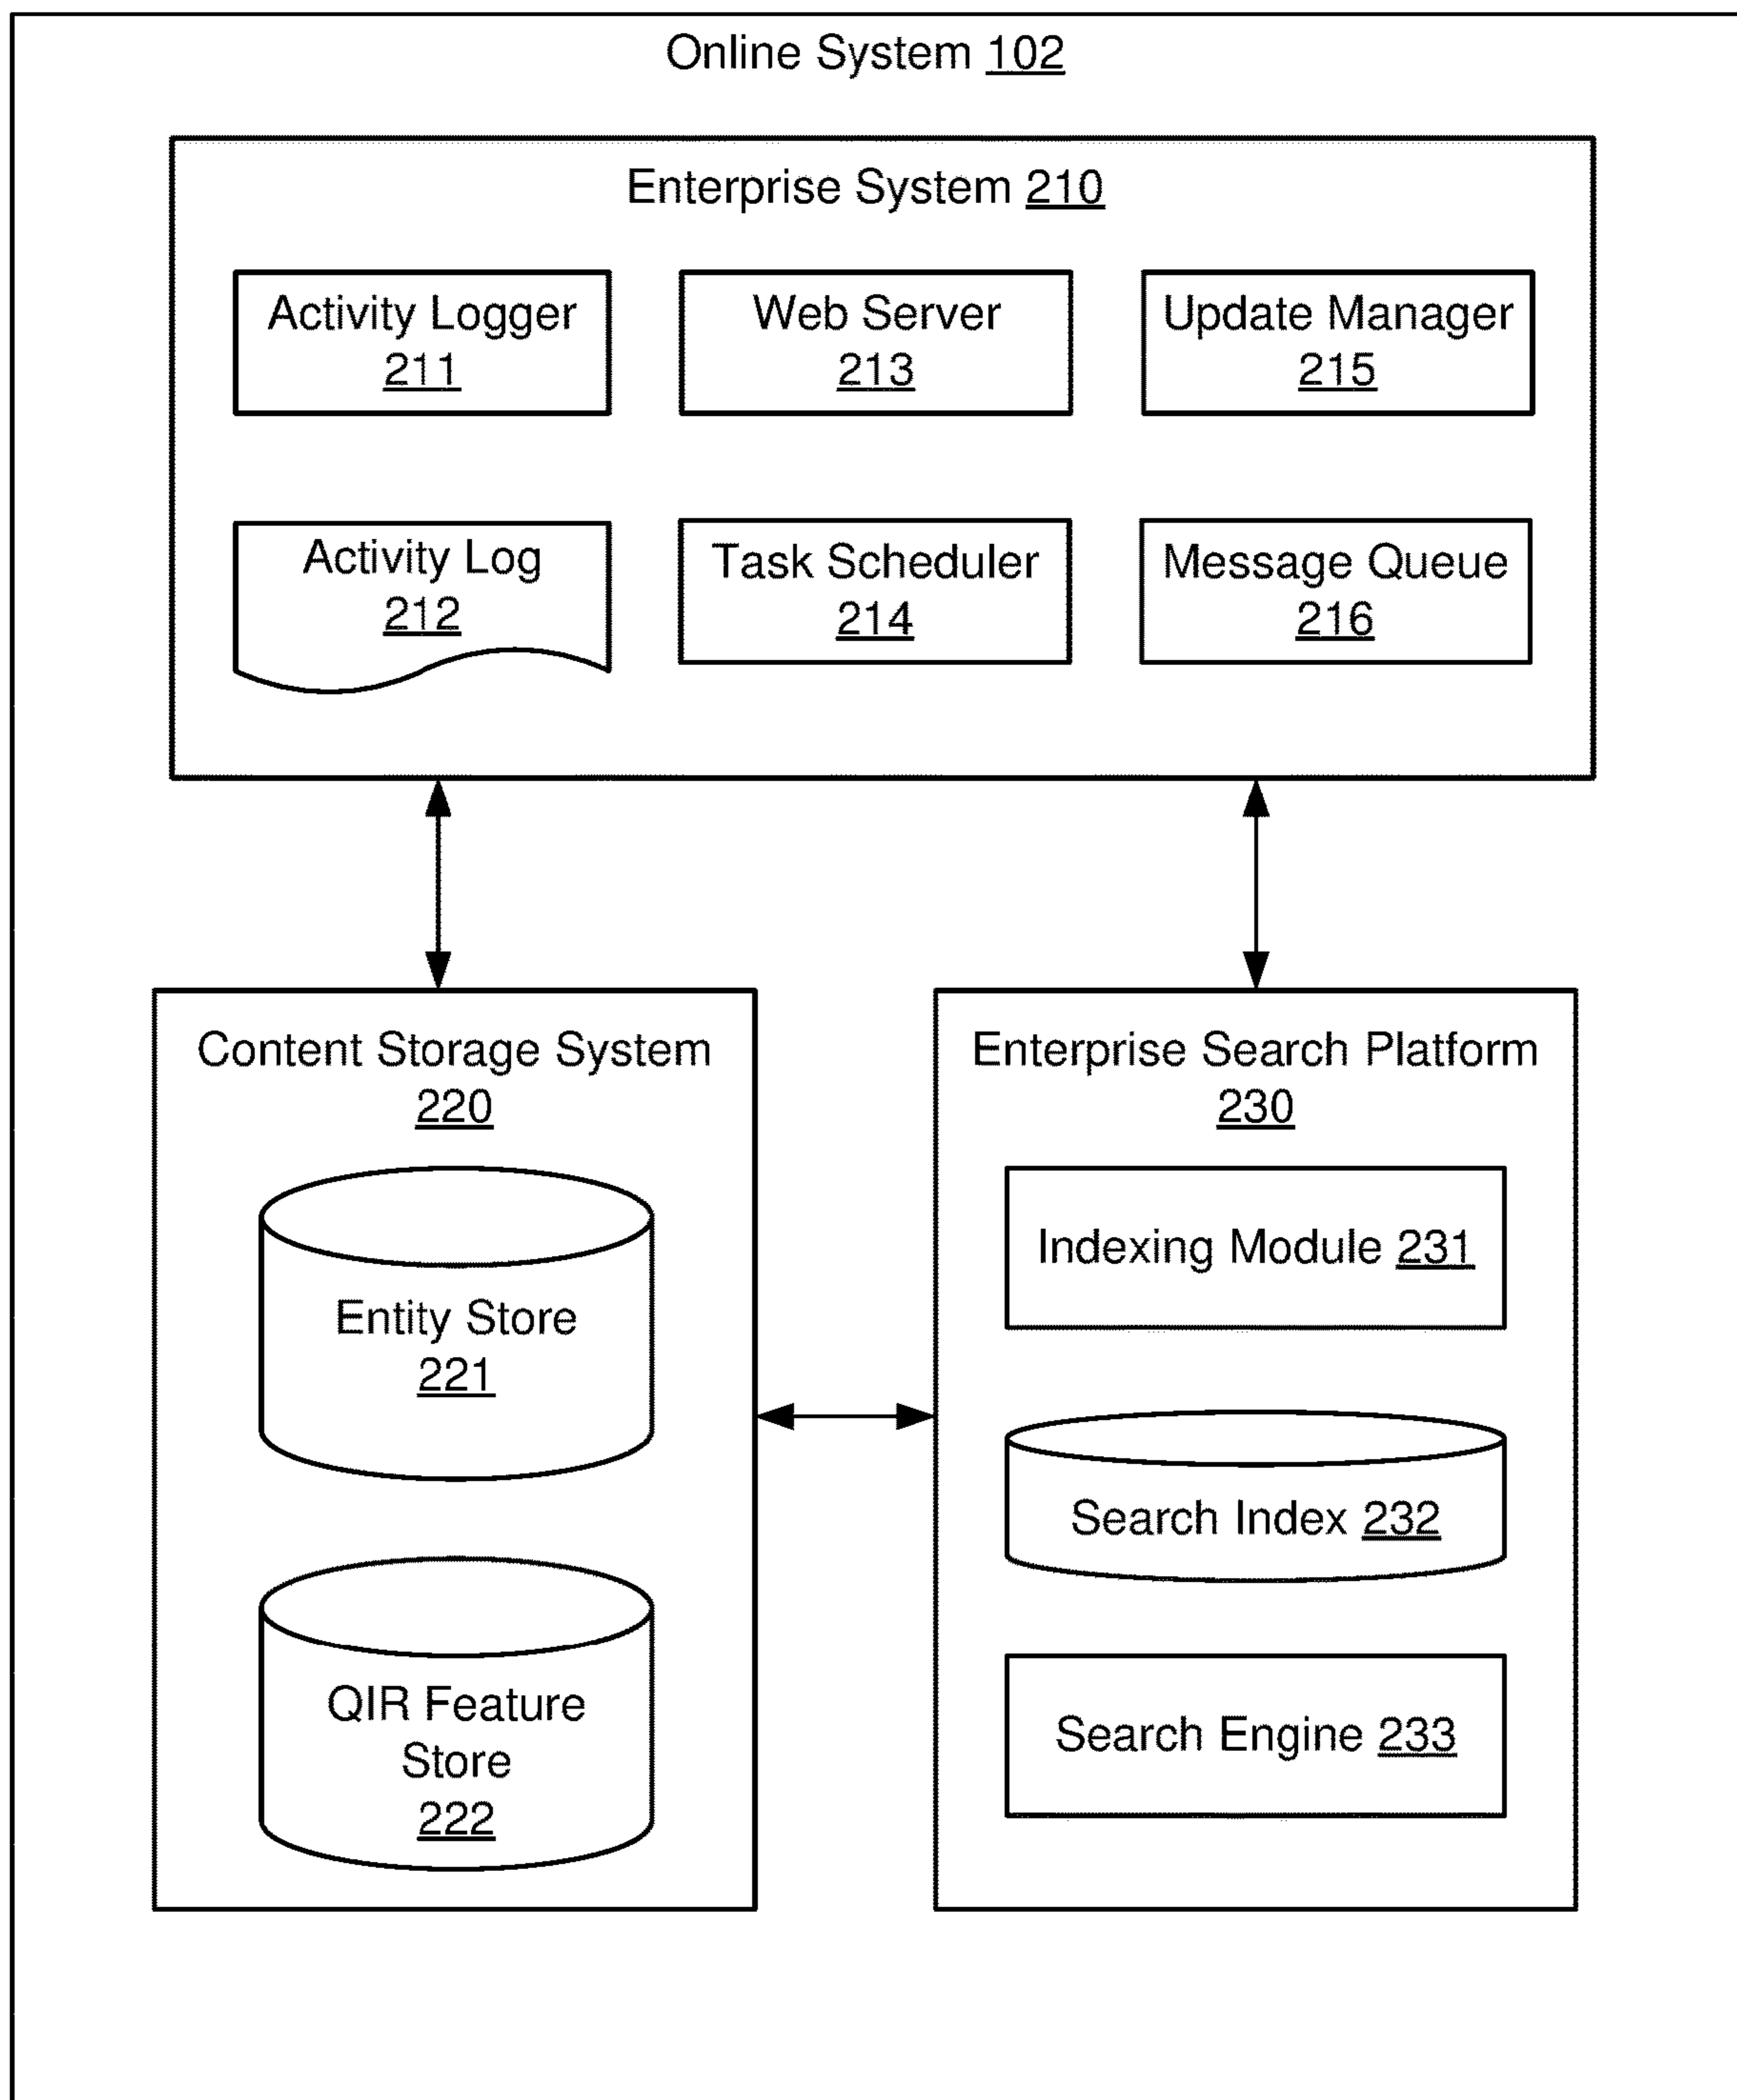 Online System 102
Enterprise System 210
Activity Logger
211
Web Server
213
Update Manager
215
Activity Log
212
Task Scheduler
214
Message Queue
216
Content Storage System
220
Entity Store
221
QIR Feature
Store
222
Enterprise Search Platform
230
Indexing Module 231
Search Index 232
Search Engine 233